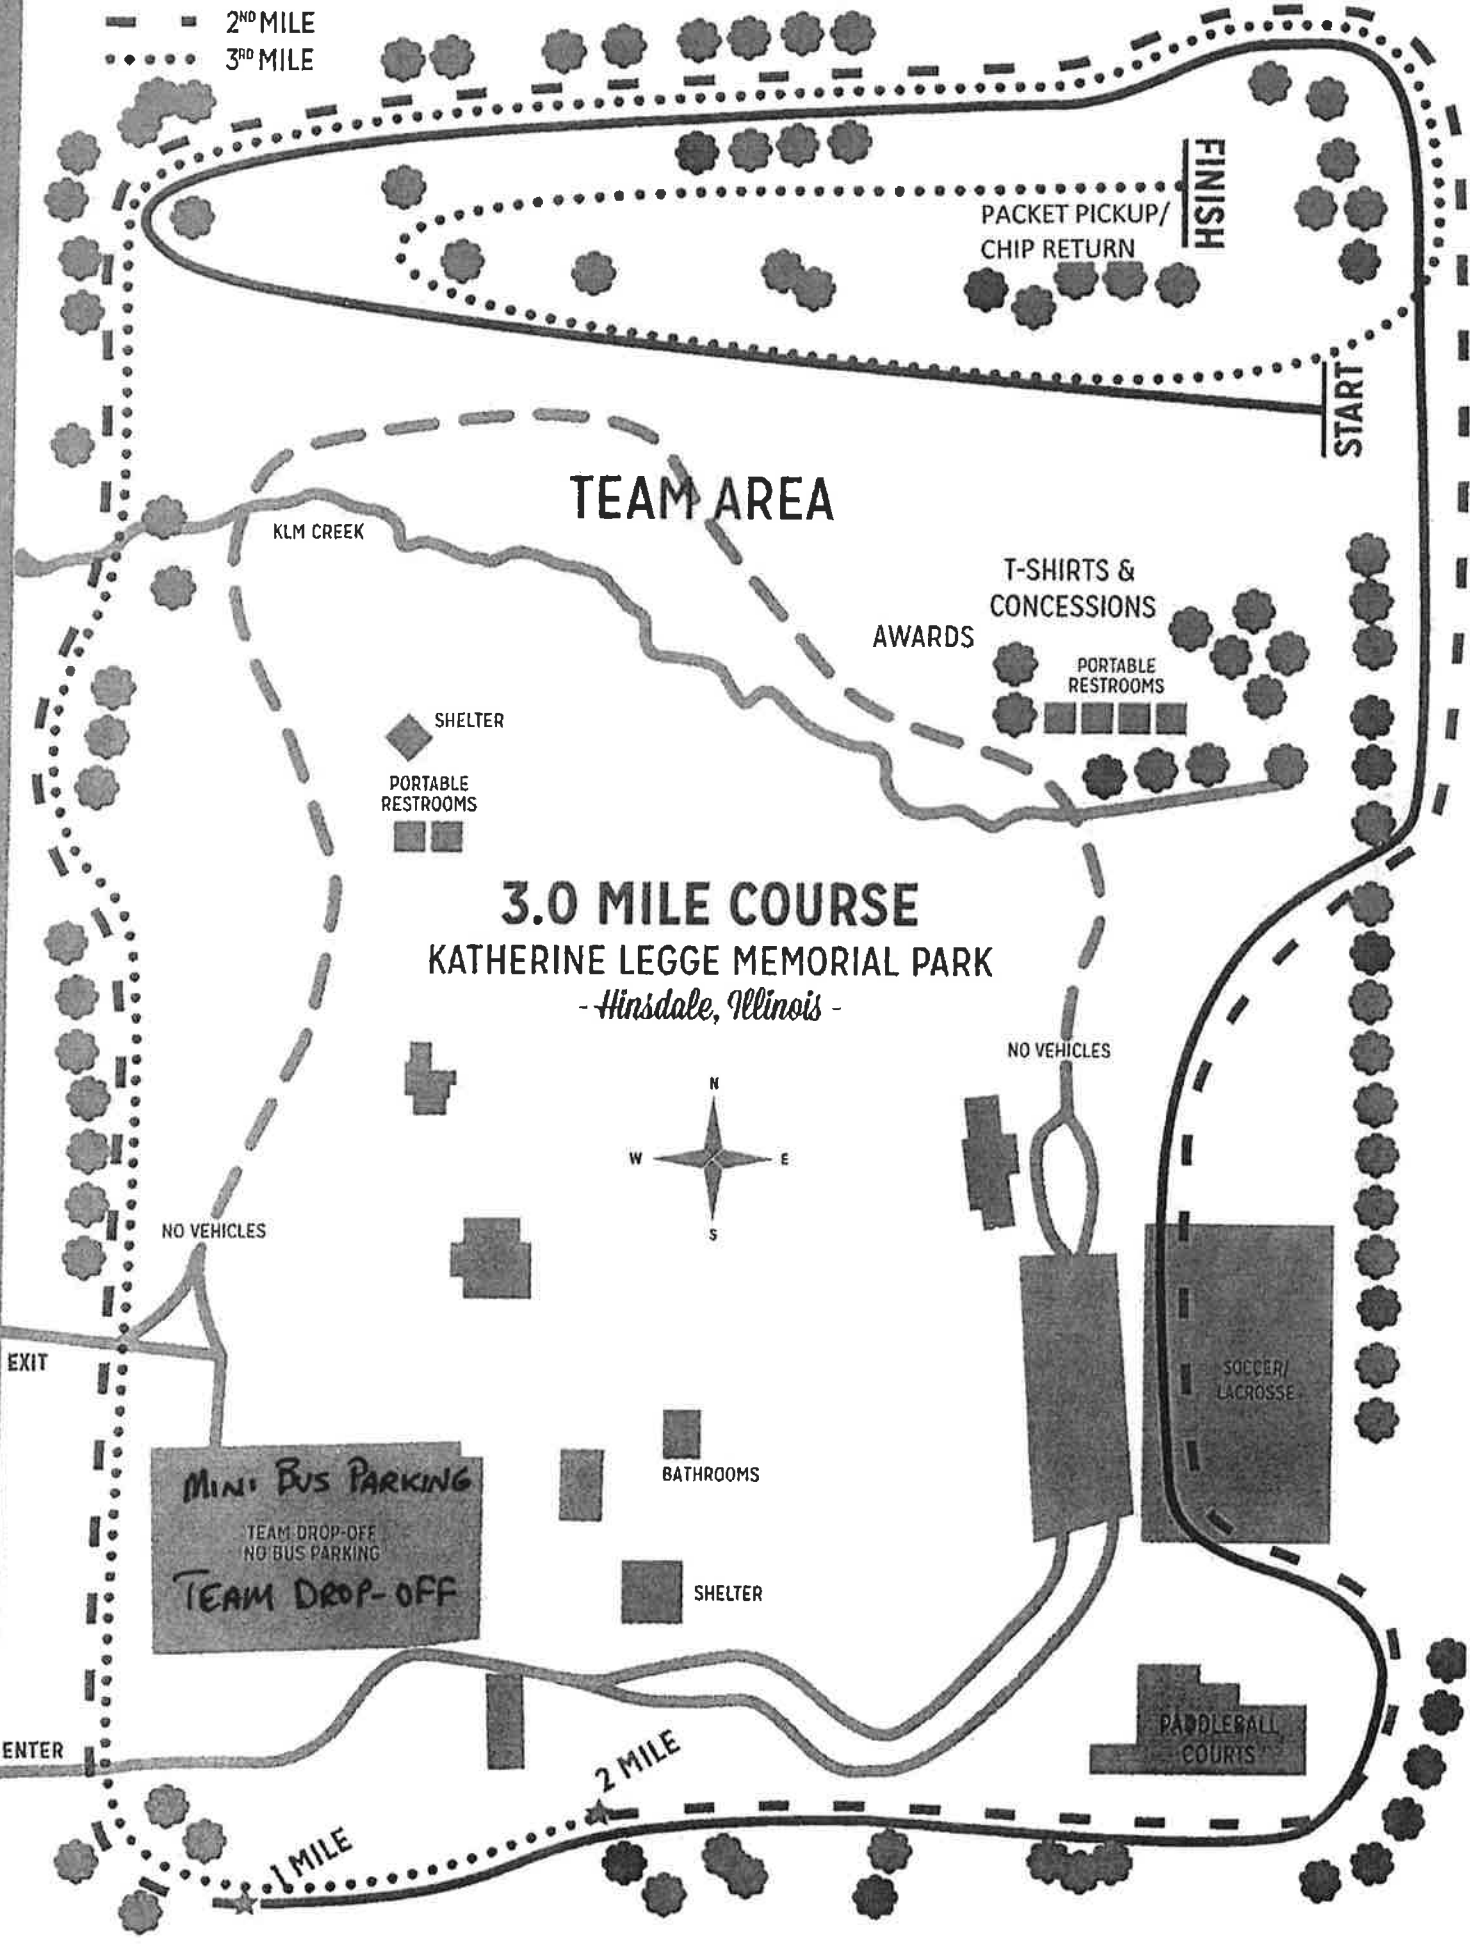 2ND MILE
3RD MILE
FINISH
PACKET PICKUP/
CHIP RETURN
START
TEAM AREA
KLM CREEK
T-SHIRTS &
CONCESSIONS
AWARDS
PORTABLE
RESTROOMS
SHELTER
PORTABLE
RESTROOMS
3.0 MILE COURSE
KATHERINE LEGGE MEMORIAL PARK
- Hinsdale, Illinois -
NO VEHICLES
N
W
E
S
NO VEHICLES
EXIT
SOCCER/
LACROSSE
BATHROOMS
MINI BUS PARKING
TEAM DROP-OFF
NO BUS PARKING
TEAM DROP-OFF
SHELTER
PADDLEBALL
COURTS
ENTER
2 MILE
1 MILE